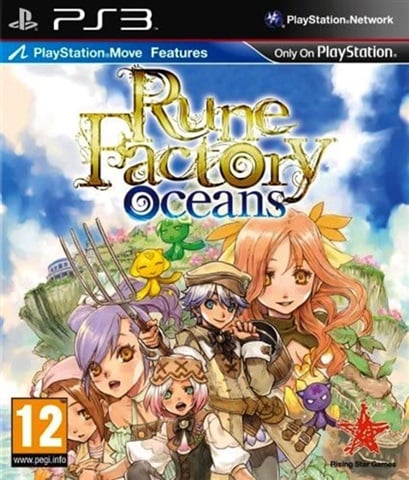 PS3
PlayStation®Network
PlayStation®Move Features
Only On PlayStation®
Rune
Factory
Oceans
12
www.pegi.info
Rising Star Games